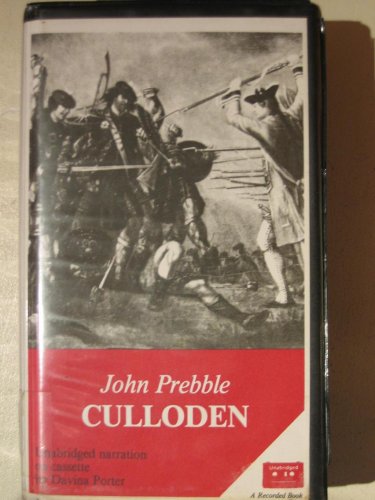 John Prebble
CULLODEN
Unabridged narration
on cassette
by Davina Porter
Unabridged
A Recorded Book